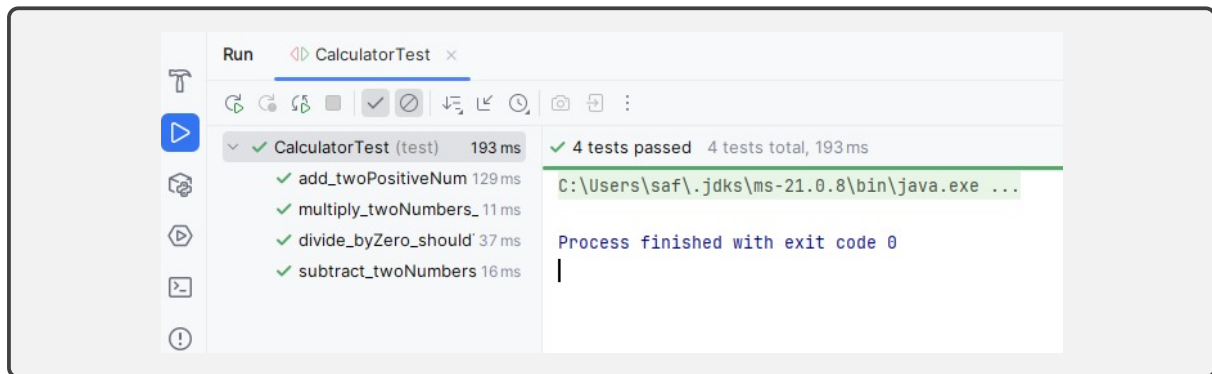 Run CalculatorTest
CalculatorTest (test) 193 ms
add_twoPositiveNum 129 ms
multiply_twoNumbers_ 11 ms
divide_byZero_should 37 ms
subtract_twoNumbers 16 ms
4 tests passed 4 tests total, 193 ms
C:\Users\saf\.jdks\ms-21.0.8\bin\java.exe ...
Process finished with exit code 0